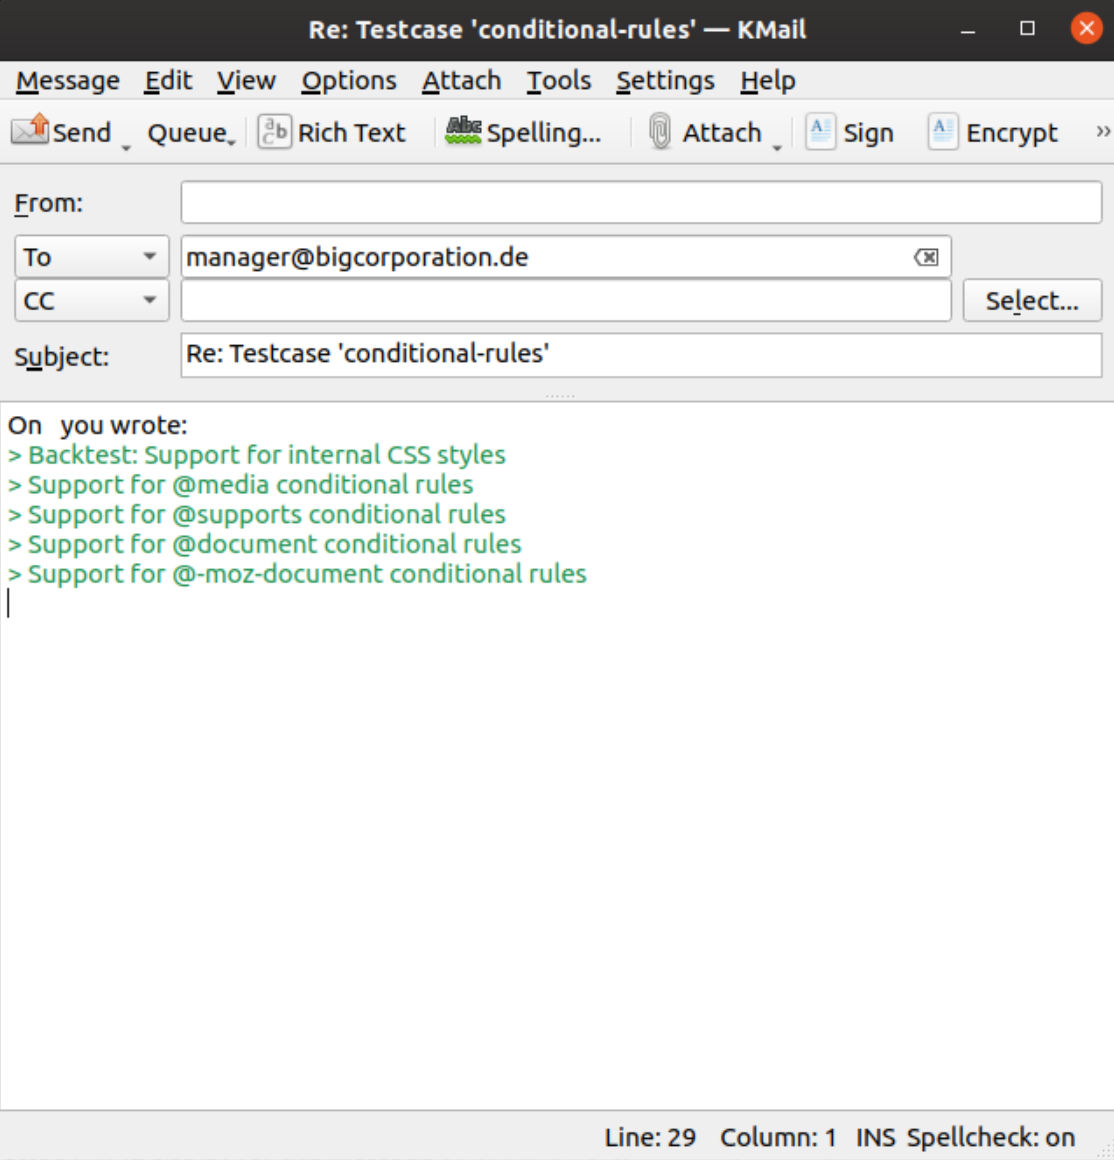 Re: Testcase 'conditional-rules' — KMail
Message Edit View Options Attach Tools Settings Help
Send Queue Rich Text Abc Spelling... Attach Sign Encrypt »
From:
To manager@bigcorporation.de
CC Select...
Subject: Re: Testcase 'conditional-rules'
On   you wrote:
> Backtest: Support for internal CSS styles
> Support for @media conditional rules
> Support for @supports conditional rules
> Support for @document conditional rules
> Support for @-moz-document conditional rules
Line: 29 Column: 1 INS Spellcheck: on